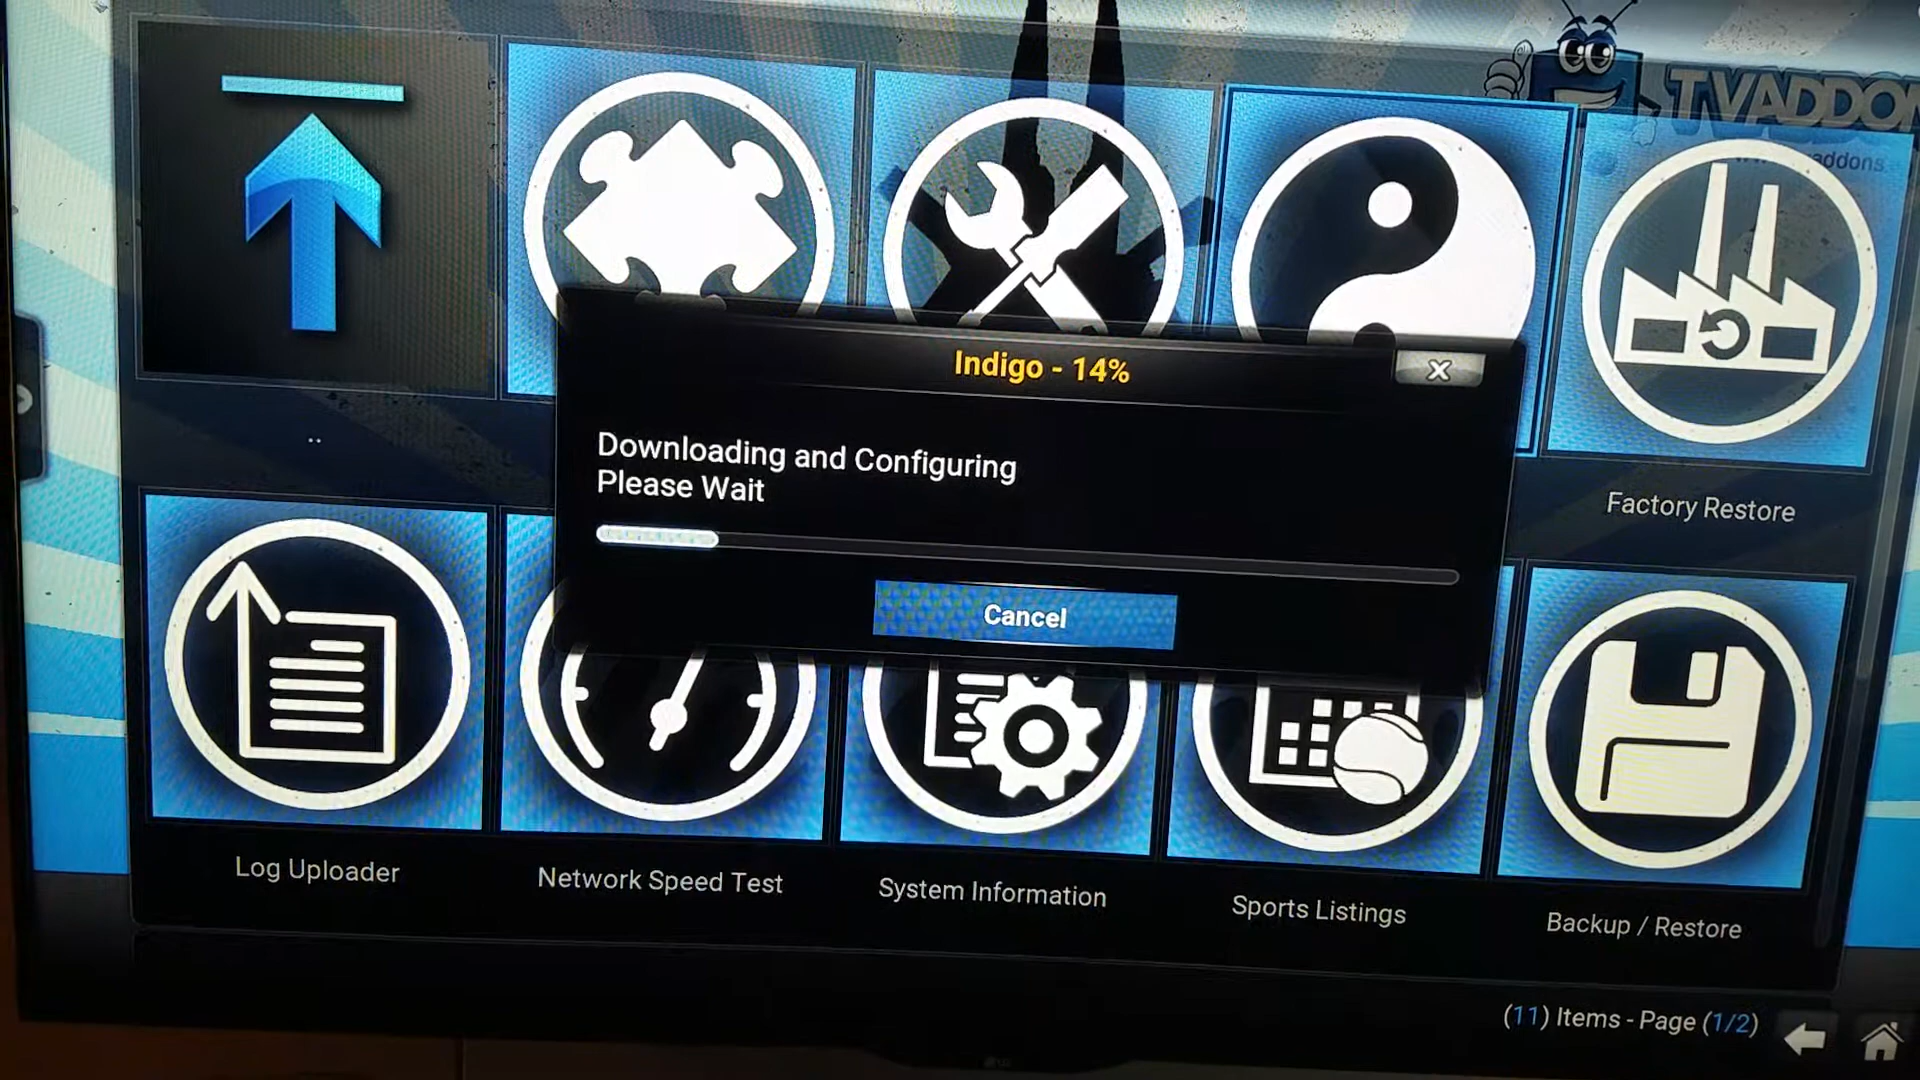 TVADDON
addons
Indigo - 14%
Downloading and Configuring
Please Wait
Cancel
..
Factory Restore
Log Uploader
Network Speed Test
System Information
Sports Listings
Backup / Restore
(11) Items - Page (1/2)